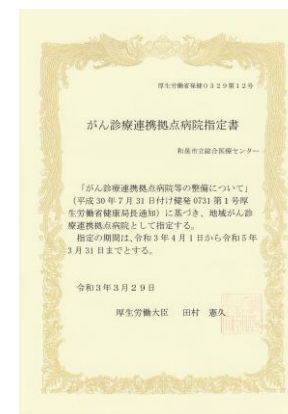 厚生労働省発健0329第12号
がん診療連携拠点病院指定書
和泉市立総合医療センター
「がん診療連携拠点病院等の整備について」
(平成30年7月31日付け健発0731第1号厚
生労働省健康局長通知)に基づき、地域がん診
療連携拠点病院として指定する。
指定の期間は、令和3年4月1日から令和5年
3月31日までとする。
令和3年3月29日
厚生労働大臣 田村 憲久